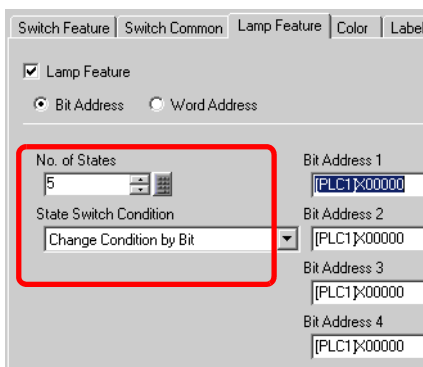 Switch Feature Switch Common Lamp Feature Color Label
Lamp Feature
Bit Address Word Address
No. of States
5
State Switch Condition
Change Condition by Bit
Bit Address 1
[PLC1]X00000
Bit Address 2
[PLC1]X00000
Bit Address 3
[PLC1]X00000
Bit Address 4
[PLC1]X00000